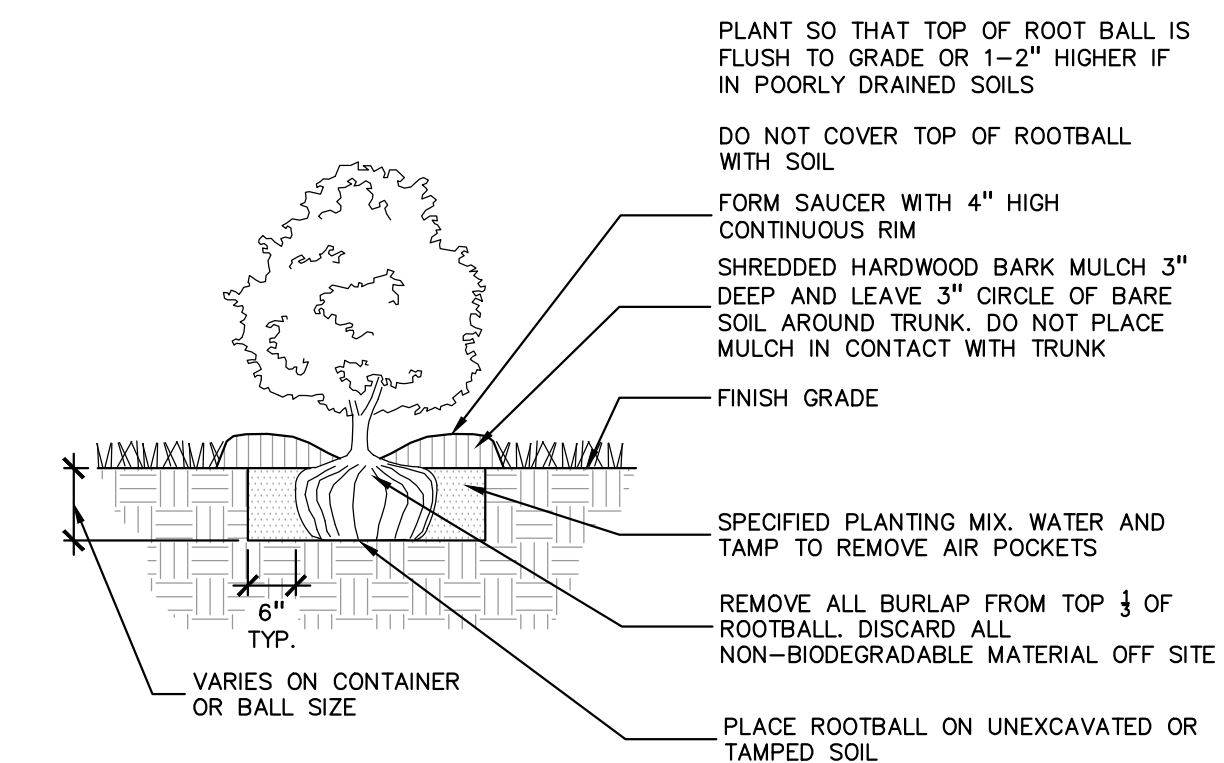 PLANT SO THAT TOP OF ROOT BALL IS
FLUSH TO GRADE OR 1-2" HIGHER IF
IN POORLY DRAINED SOILS
DO NOT COVER TOP OF ROOTBALL
WITH SOIL
FORM SAUCER WITH 4" HIGH
CONTINUOUS RIM
SHREDDED HARDWOOD BARK MULCH 3"
DEEP AND LEAVE 3" CIRCLE OF BARE
SOIL AROUND TRUNK. DO NOT PLACE
MULCH IN CONTACT WITH TRUNK
FINISH GRADE
SPECIFIED PLANTING MIX. WATER AND
TAMP TO REMOVE AIR POCKETS
REMOVE ALL BURLAP FROM TOP 1/3 OF
ROOTBALL. DISCARD ALL
NON-BIODEGRADABLE MATERIAL OFF SITE
PLACE ROOTBALL ON UNEXCAVATED OR
TAMPED SOIL
6"
TYP.
VARIES ON CONTAINER
OR BALL SIZE